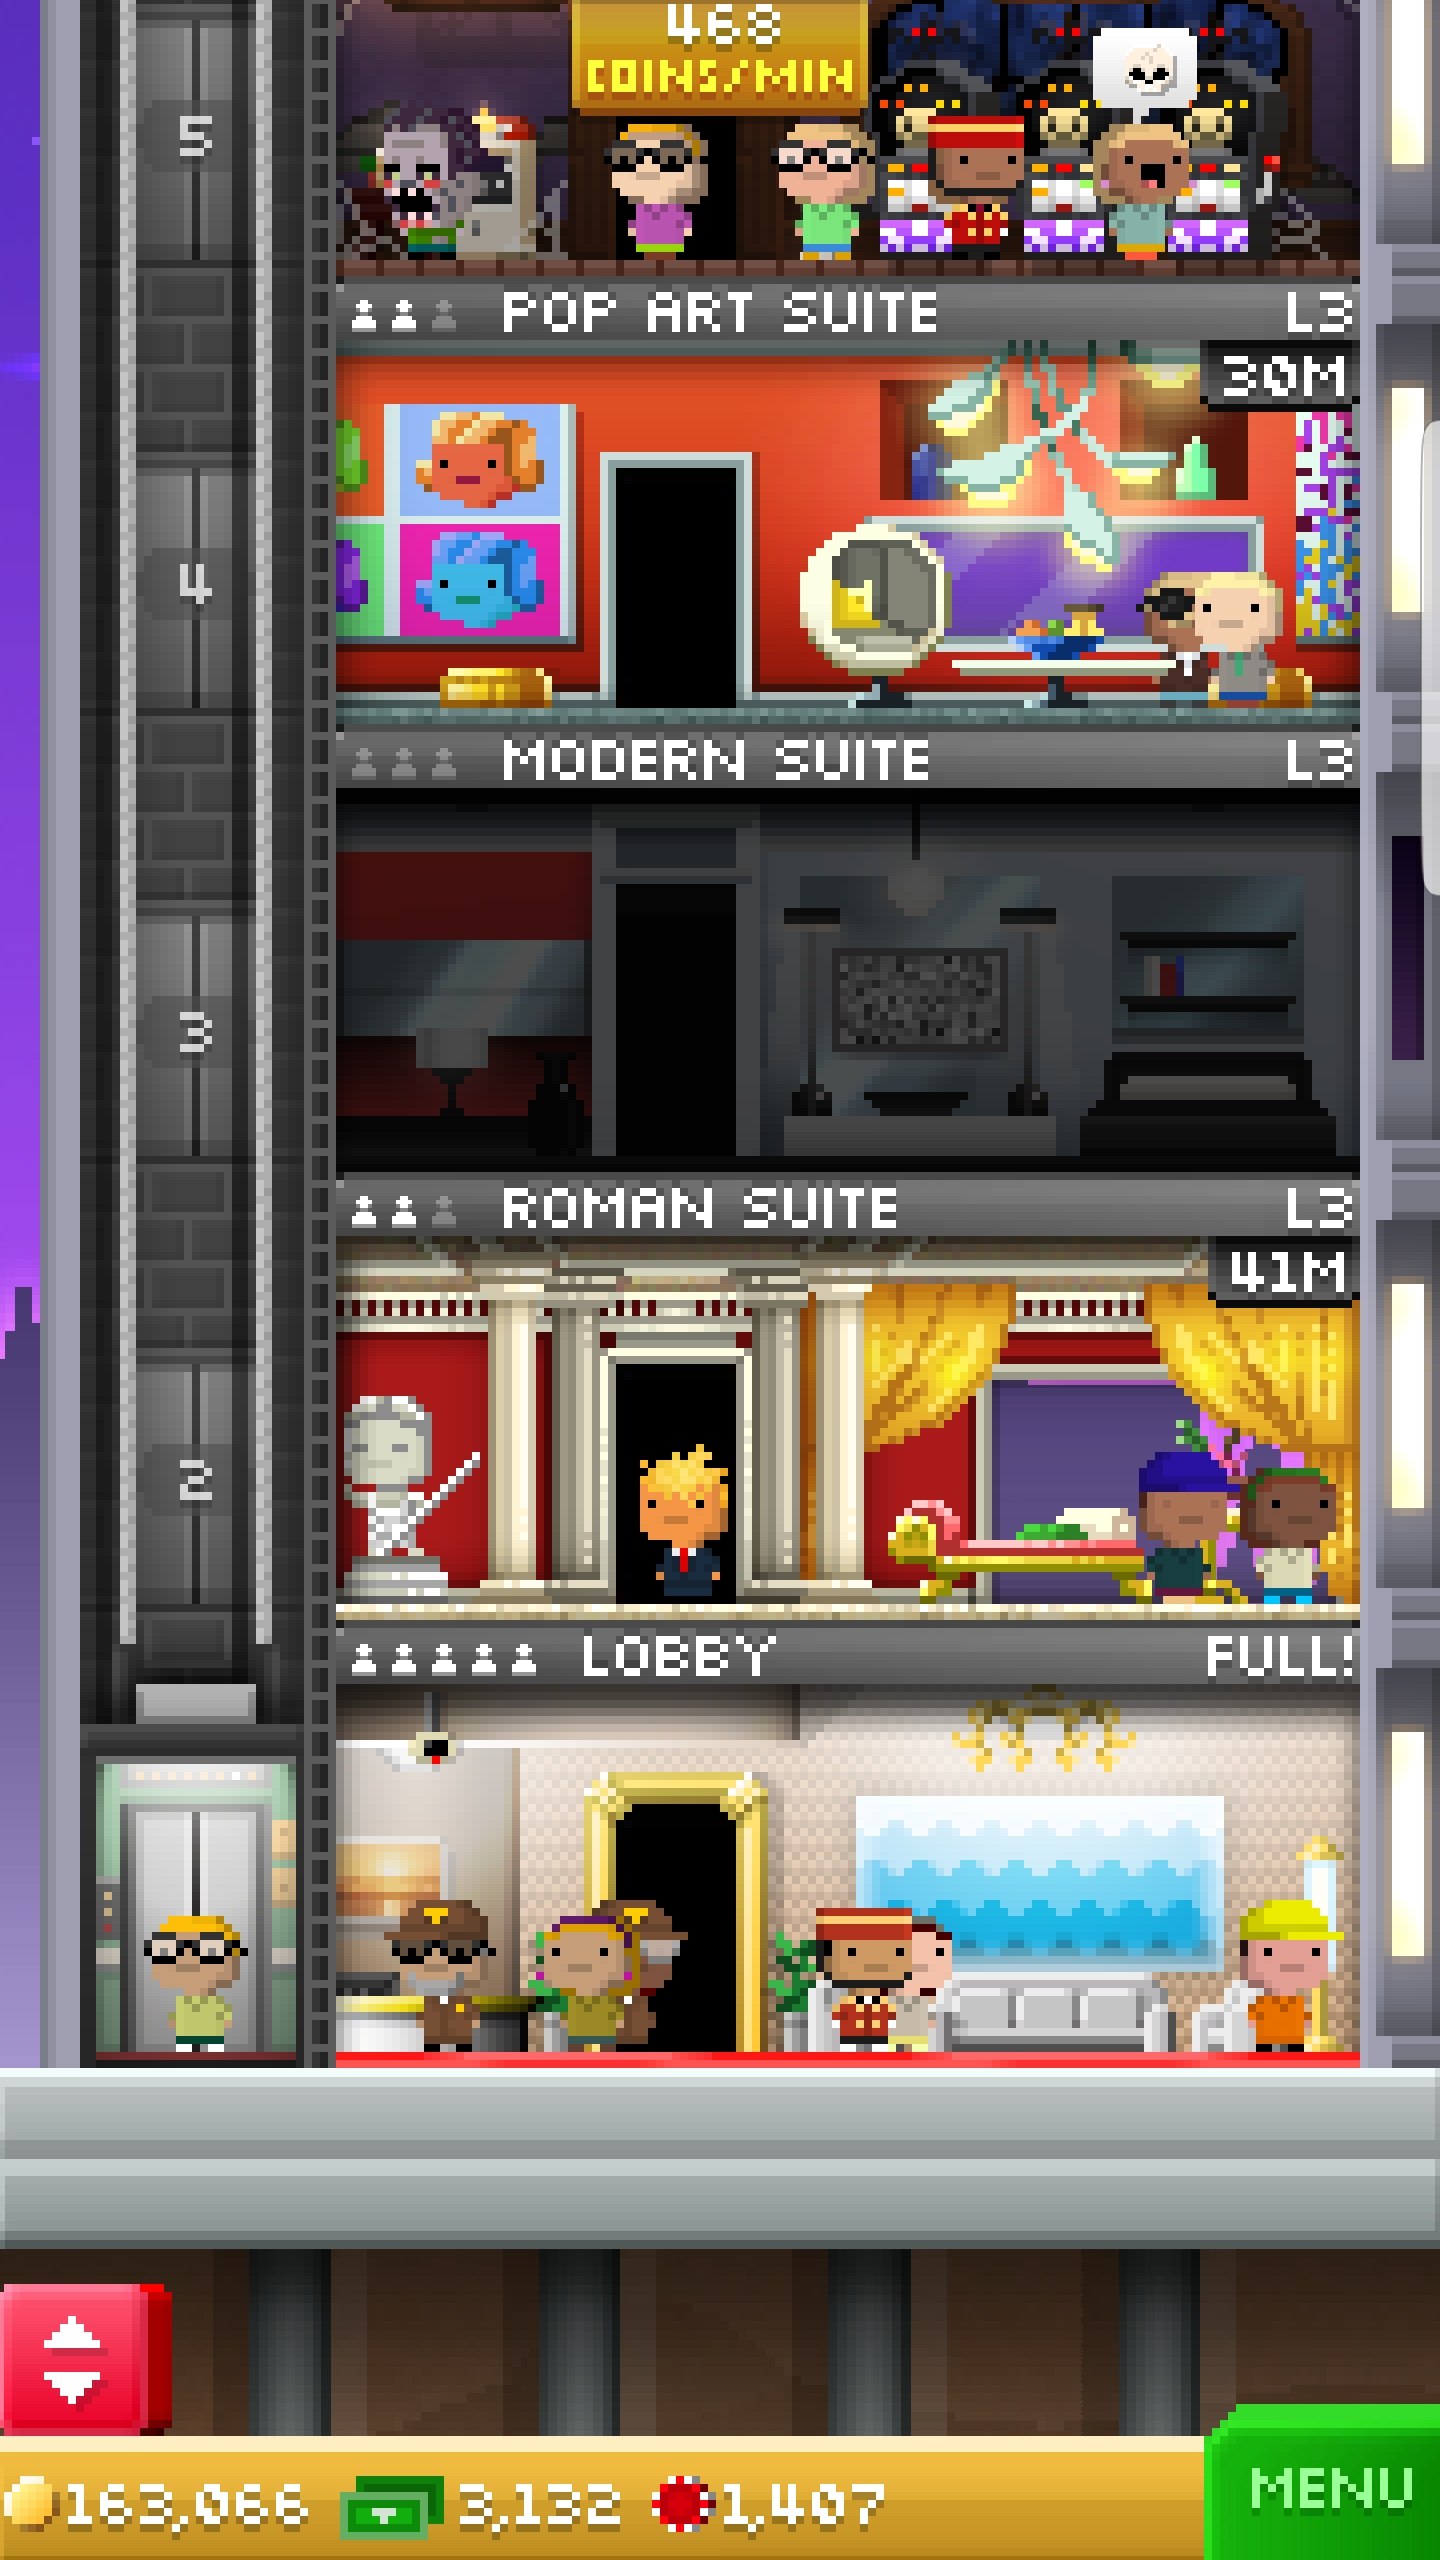 468
COINS/MIN
5
POP ART SUITE L3
30M
4
MODERN SUITE L3
3
ROMAN SUITE L3
41M
2
LOBBY FULL!
163,066 3,132 1,407
MENU